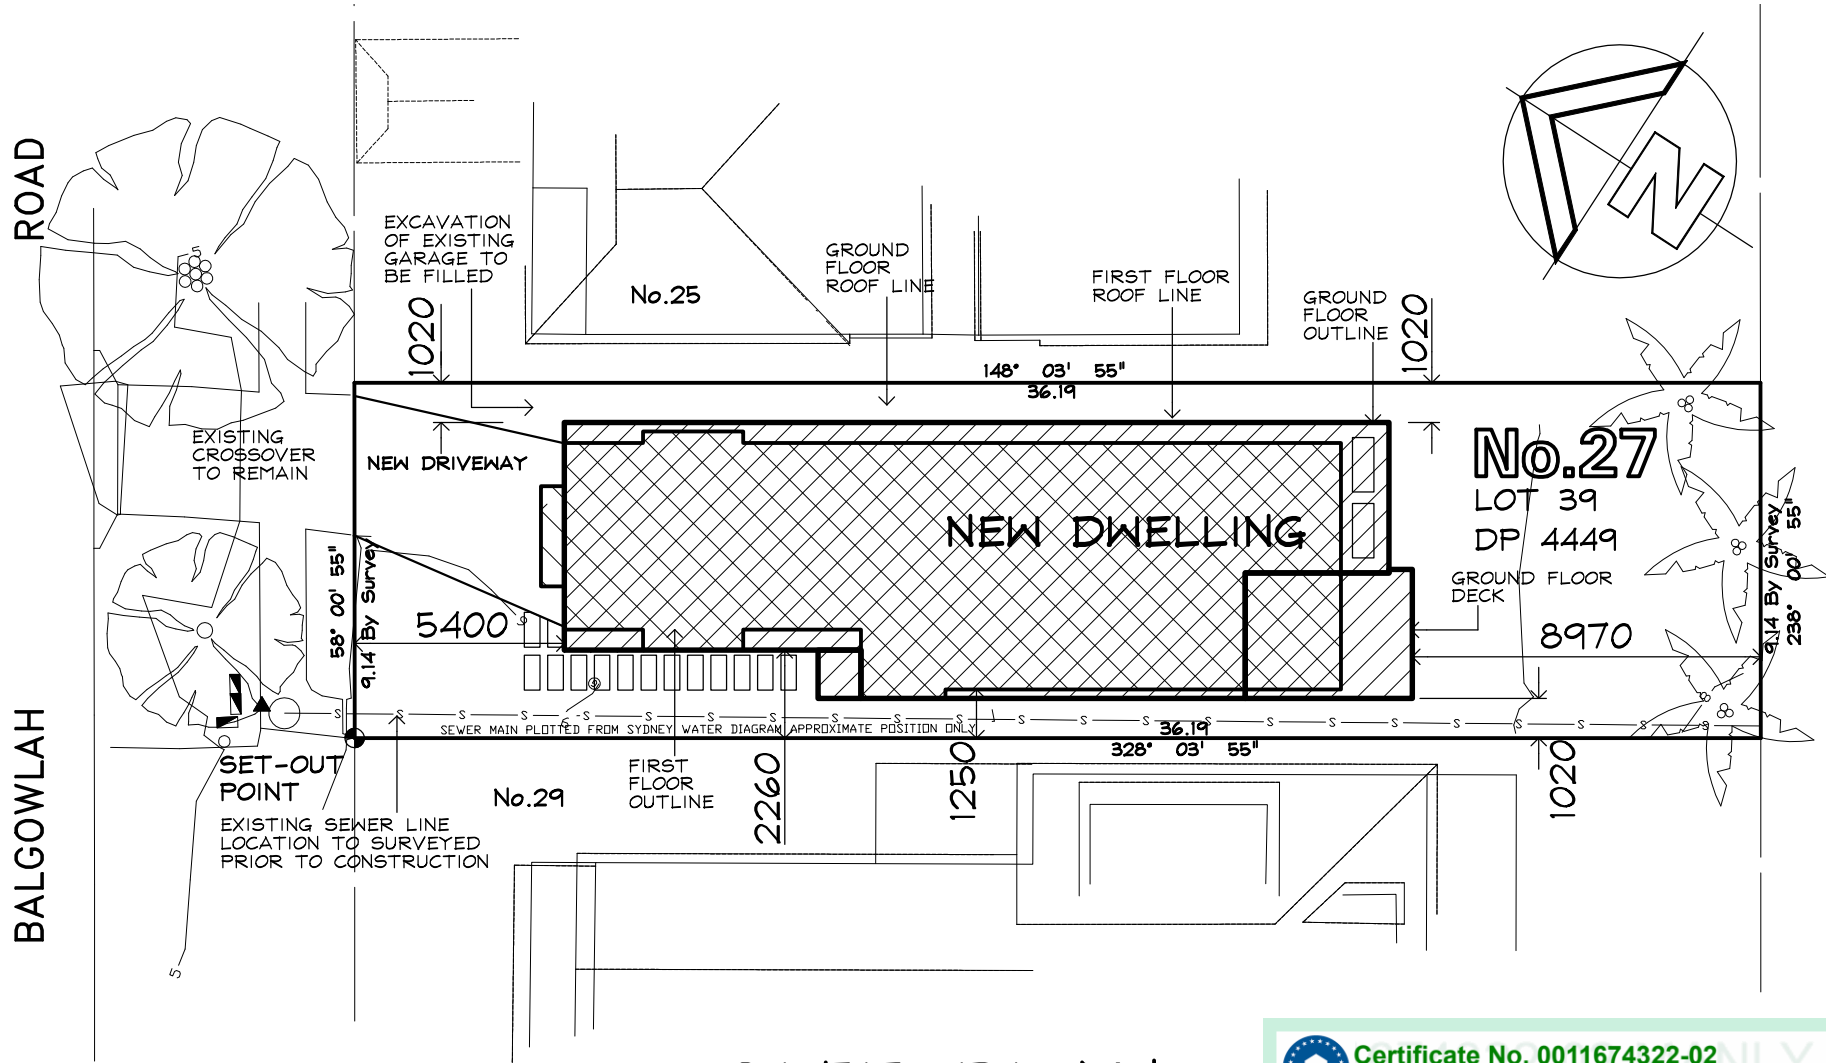 BALGOWLAH ROAD
EXCAVATION
OF EXISTING
GARAGE TO
BE FILLED
1020
No.25
GROUND
FLOOR
ROOF LINE
FIRST FLOOR
ROOF LINE
GROUND
FLOOR
OUTLINE
1020
N
148° 03' 55"
36.19
EXISTING
CROSSOVER
TO REMAIN
NEW DRIVEWAY
NEW DWELLING
No.27
LOT 39
DP 4449
GROUND FLOOR
DECK
58° 00' 55"
9.14 By Survey
5400
8970
9.14 By Survey
238° 00' 55"
SEWER MAIN PLOTTED FROM SYDNEY WATER DIAGRAM APPROXIMATE POSITION ONLY
36.19
328° 03' 55"
SET-OUT
POINT
No.29
FIRST
FLOOR
OUTLINE
2260
1250
1020
EXISTING SEWER LINE
LOCATION TO SURVEYED
PRIOR TO CONSTRUCTION
S S S S S S S S S S S S S S S S S S S S S S
5
5
Certificate No. 0011674322-02